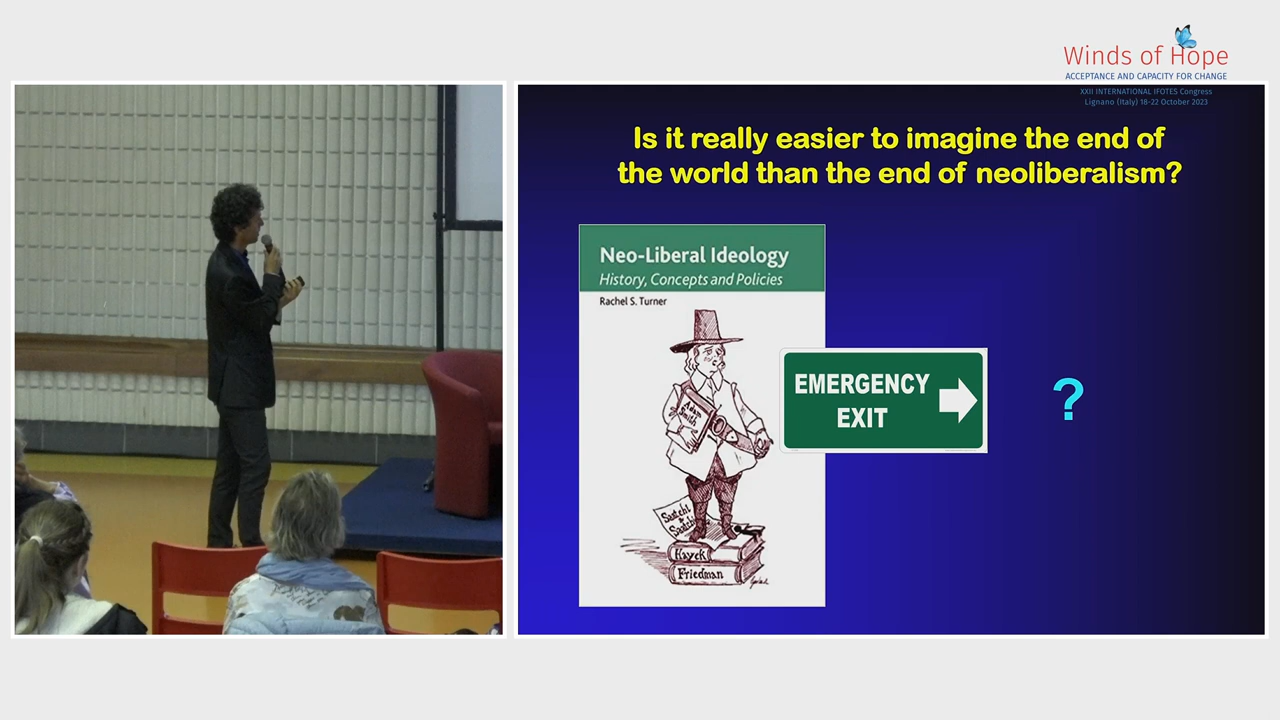 Winds of Hope
ACCEPTANCE AND CAPACITY FOR CHANGE
XXII INTERNATIONAL IFOTES Congress
Lignano (Italy) 18-22 October 2023
Is it really easier to imagine the end of
the world than the end of neoliberalism?
Neo-Liberal Ideology
History, Concepts and Policies
Rachel S. Turner
Adam
Smith
EMERGENCY
EXIT
?
Saatchi
&
Saatchi
Hayek
Friedman